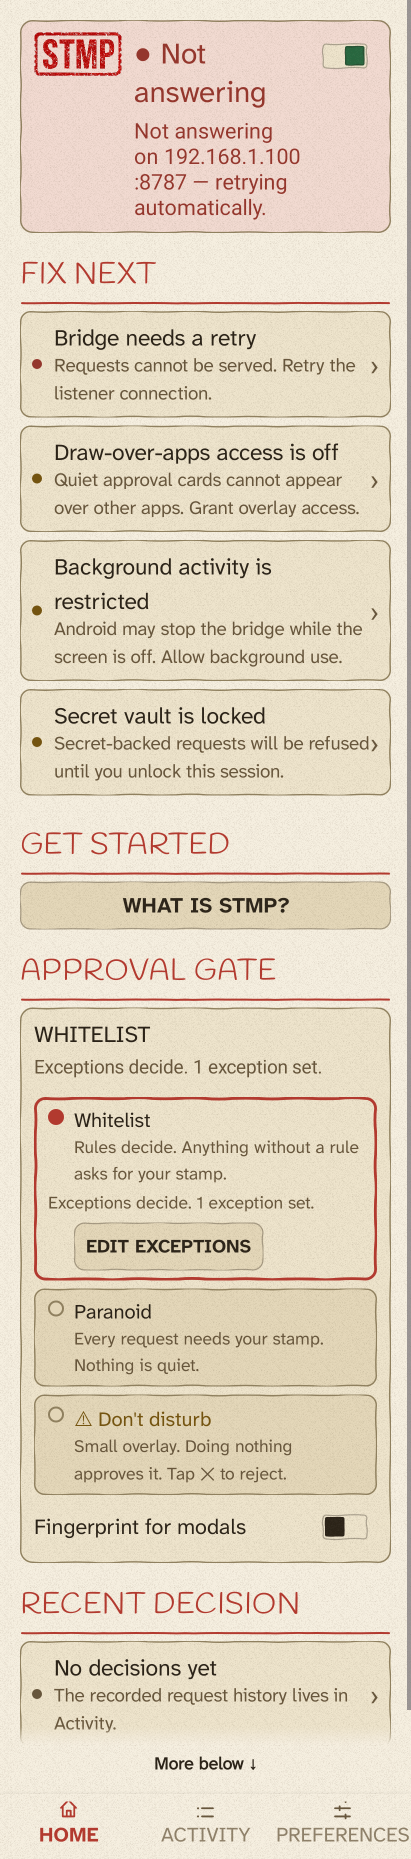 STMP
● Not
answering
Not answering
on 192.168.1.100
:8787 — retrying
automatically.
FIX NEXT
Bridge needs a retry
Requests cannot be served. Retry the
listener connection.
›
Draw-over-apps access is off
Quiet approval cards cannot appear
over other apps. Grant overlay access.
›
Background activity is
restricted
Android may stop the bridge while the
screen is off. Allow background use.
›
Secret vault is locked
Secret-backed requests will be refused
until you unlock this session.
›
GET STARTED
WHAT IS STMP?
APPROVAL GATE
WHITELIST
Exceptions decide. 1 exception set.
Whitelist
Rules decide. Anything without a rule
asks for your stamp.
Exceptions decide. 1 exception set.
EDIT EXCEPTIONS
Paranoid
Every request needs your stamp.
Nothing is quiet.
⚠ Don't disturb
Small overlay. Doing nothing
approves it. Tap ✕ to reject.
Fingerprint for modals
RECENT DECISION
No decisions yet
The recorded request history lives in
Activity.
›
More below ↓
HOME
ACTIVITY
PREFERENCES